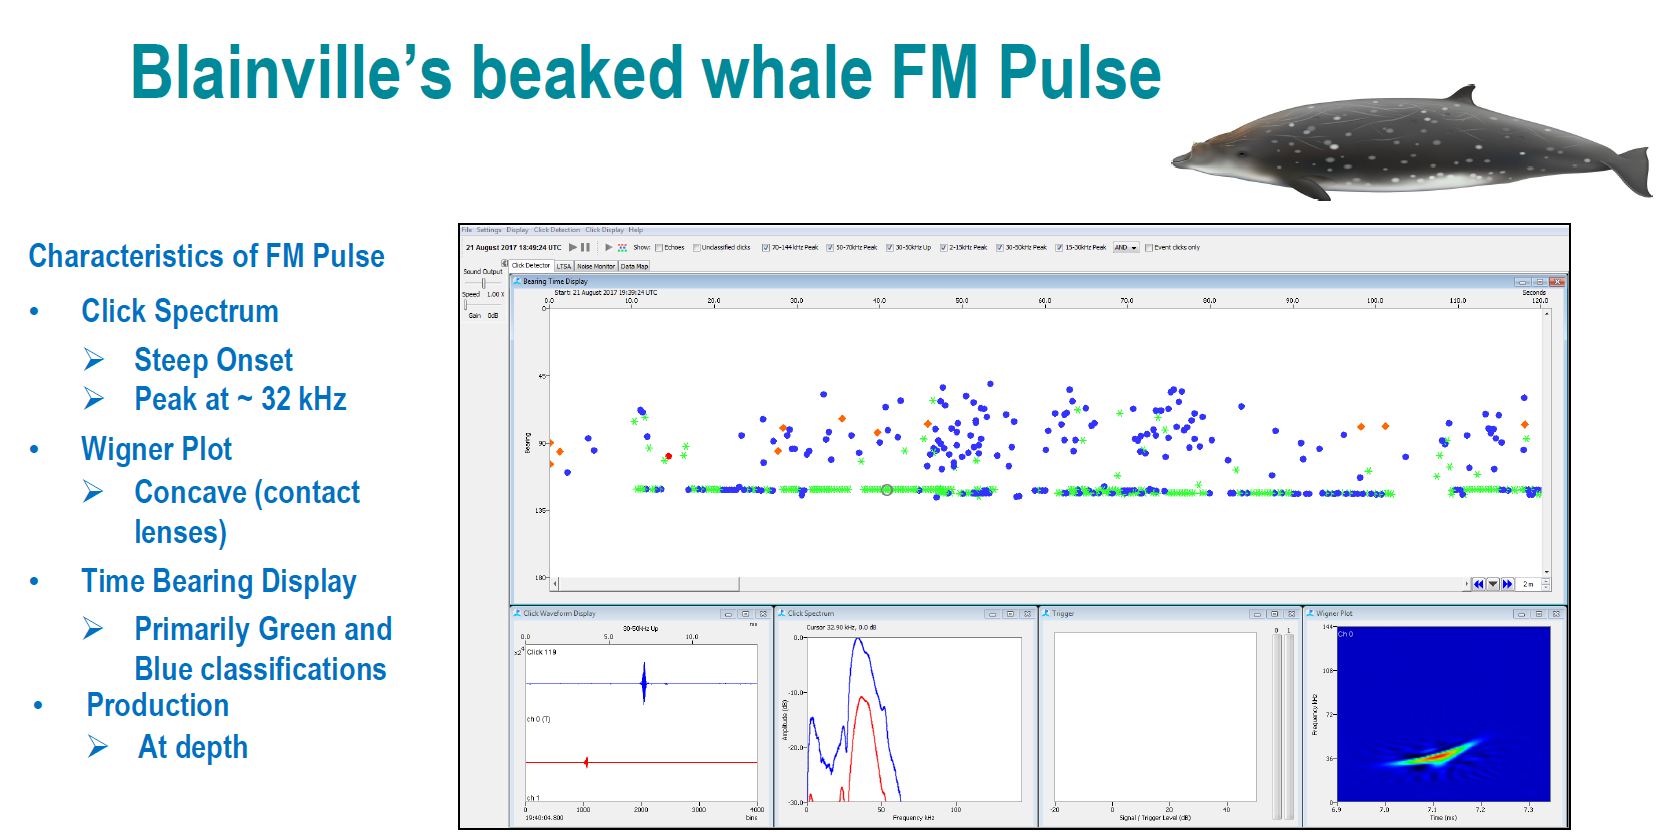 Blainville’s beaked whale FM Pulse
Characteristics of FM Pulse
• Click Spectrum
➢ Steep Onset
➢ Peak at ~ 32 kHz
• Wigner Plot
➢ Concave (contact
lenses)
• Time Bearing Display
➢ Primarily Green and
Blue classifications
• Production
➢ At depth
File Settings Display Click Detection Click Display Help
21 August 2017 18:49:24 UTC Show: Echoes Unclassified clicks 70-144kHz Peak 50-70kHz Peak 30-50kHz Up 2-15kHz Peak 30-50kHz Peak 15-30kHz Peak AND Event clicks only
Sound Output
Speed 1.00 X
Gain 0dB
Click Detector LTSA Noise Monitor Data Map
Bearing Time Display
Start: 21 August 2017 19:39:24 UTC Seconds
0.0 10.0 20.0 30.0 40.0 50.0 60.0 70.0 80.0 90.0 100.0 110.0 120.0
0
45
90
135
180
Bearing
2 m
Click Waveform Display
30-50kHz Up ms
0.0 5.0 10.0
x2^4 Click 119
ch 0 (T)
ch 1
0 1000 2000 3000 4000
19:40:04.800 bins
Click Spectrum
Cursor 32.90 kHz, 0.0 dB
0.0
-10.0
-20.0
-30.0
Amplitude (dB)
0 50 100
Frequency kHz
Trigger
0 1
-20 0 20 40
Signal / Trigger Level (dB)
Wigner Plot
Ch 0
144
108
72
36
0
Frequency kHz
6.9 7.0 7.1 7.2 7.3
Time (ms)